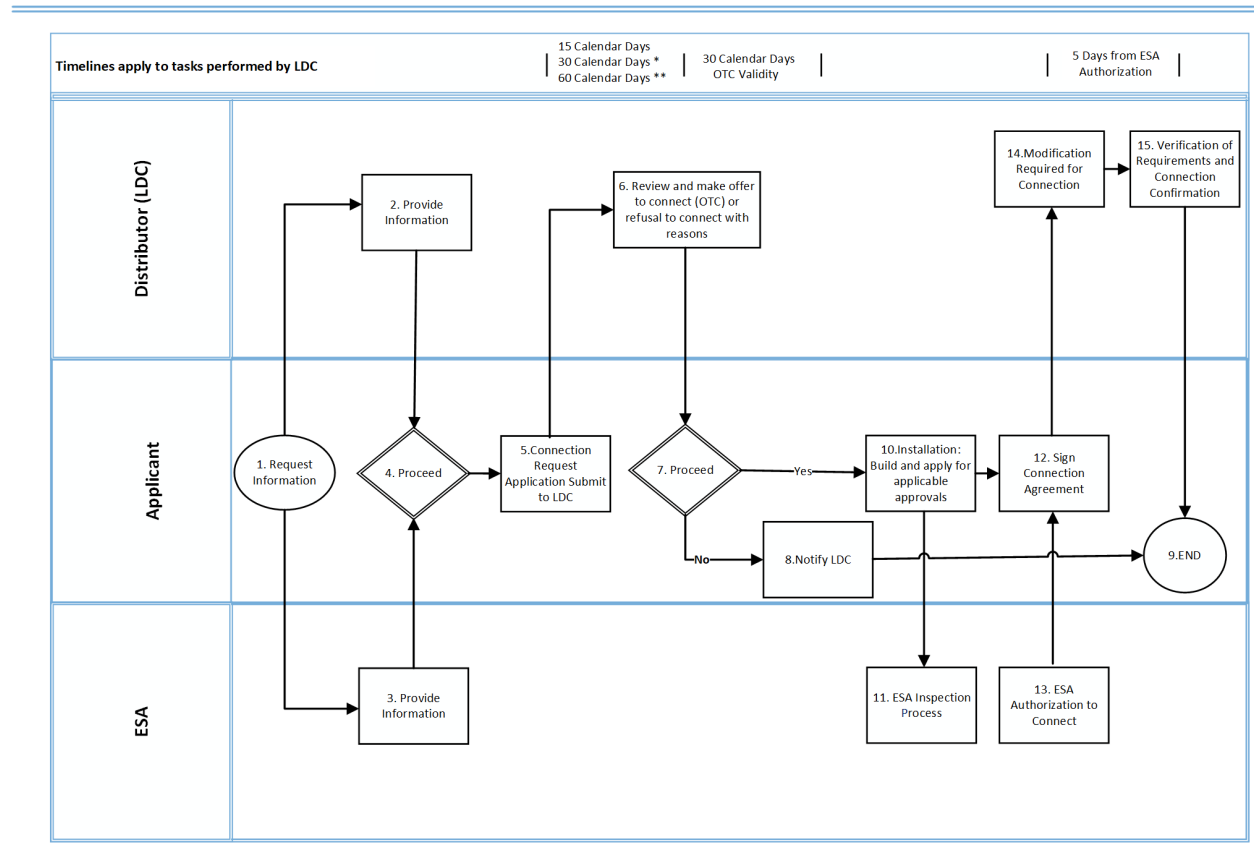 Timelines apply to tasks performed by LDC
15 Calendar Days
30 Calendar Days *
60 Calendar Days **
30 Calendar Days
OTC Validity
5 Days from ESA
Authorization
Distributor (LDC)
2. Provide
Information
6. Review and make offer
to connect (OTC) or
refusal to connect with
reasons
14.Modification
Required for
Connection
15. Verification of
Requirements and
Connection
Confirmation
Applicant
1. Request
Information
4. Proceed
5.Connection
Request
Application Submit
to LDC
7. Proceed
Yes
No
8.Notify LDC
10.Installation:
Build and apply for
applicable
approvals
12. Sign
Connection
Agreement
9.END
ESA
3. Provide
Information
11. ESA Inspection
Process
13. ESA
Authorization to
Connect